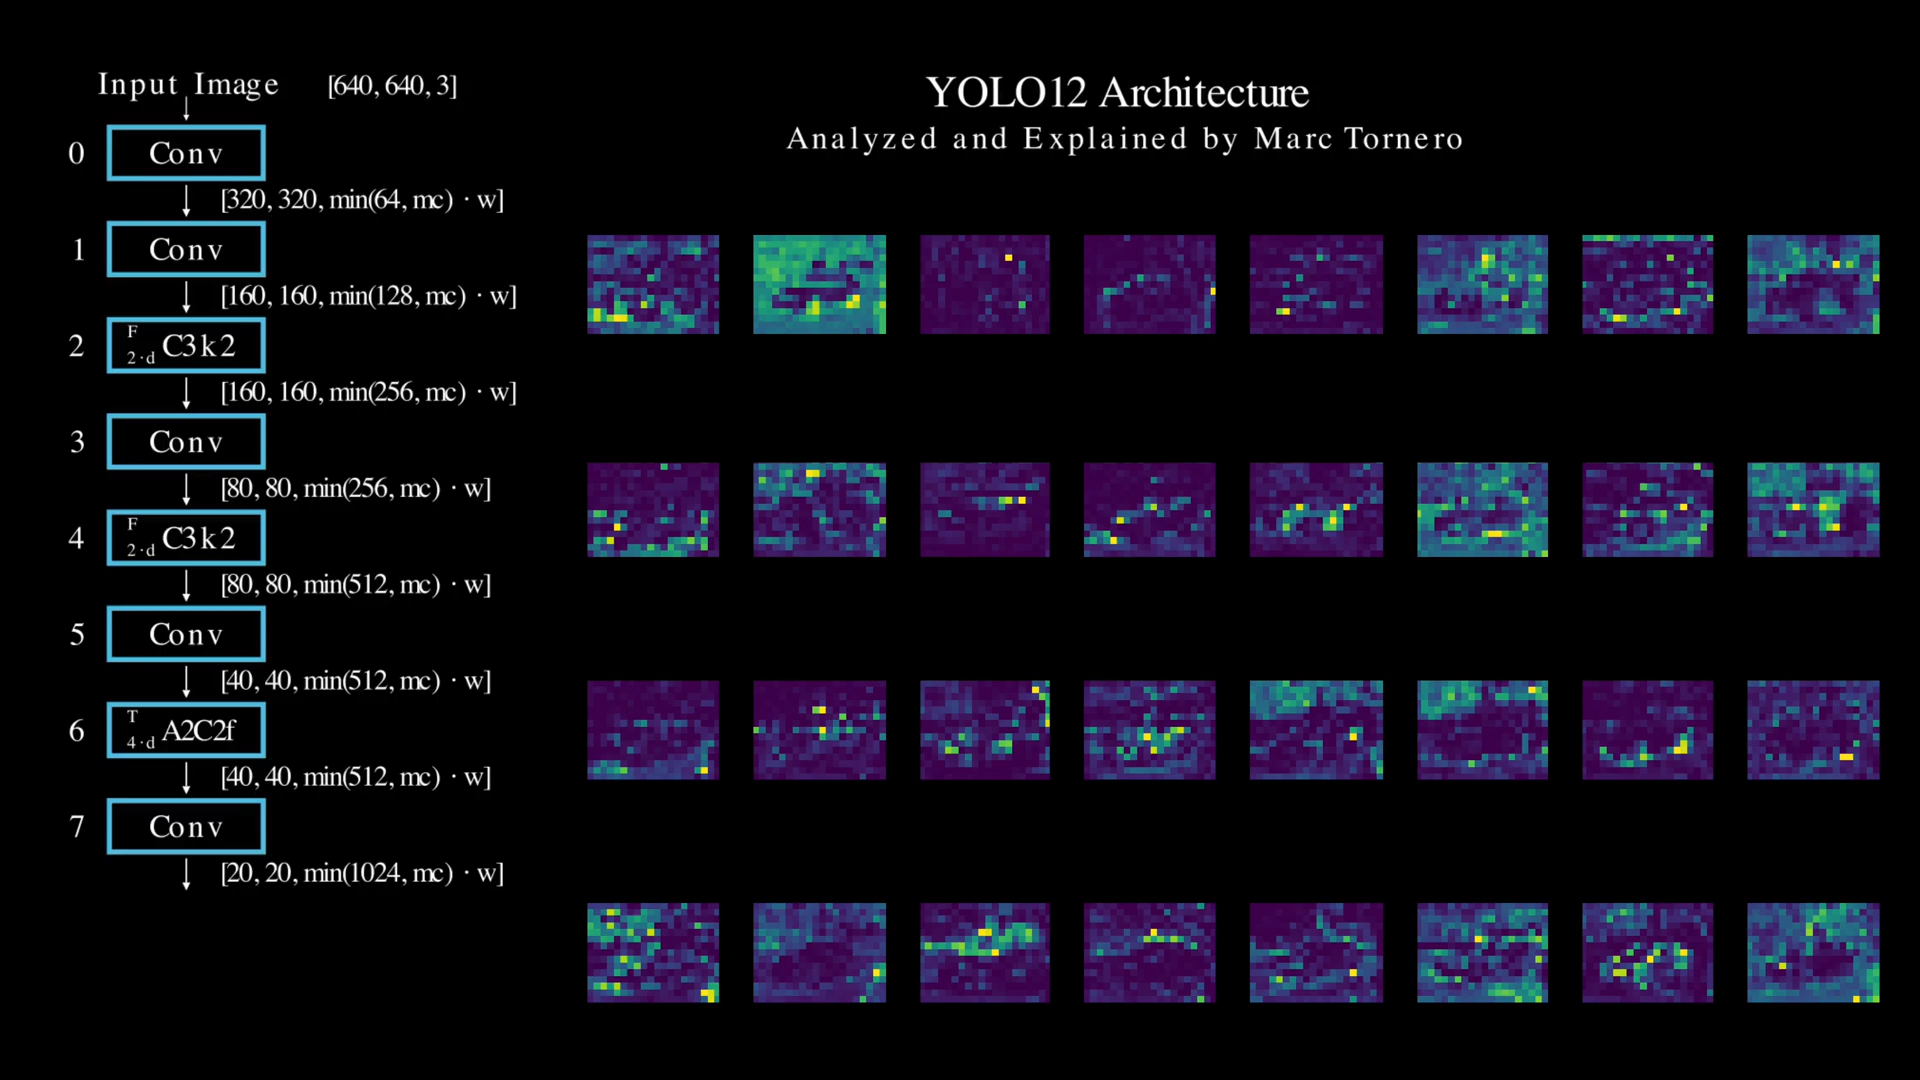 Input Image [640, 640, 3]
0 Conv
[320, 320, min(64, mc) · w]
1 Conv
[160, 160, min(128, mc) · w]
2 F 2·d C3k2
[160, 160, min(256, mc) · w]
3 Conv
[80, 80, min(256, mc) · w]
4 F 2·d C3k2
[80, 80, min(512, mc) · w]
5 Conv
[40, 40, min(512, mc) · w]
6 T 4·d A2C2f
[40, 40, min(512, mc) · w]
7 Conv
[20, 20, min(1024, mc) · w]
YOLO12 Architecture
Analyzed and Explained by Marc Tornero